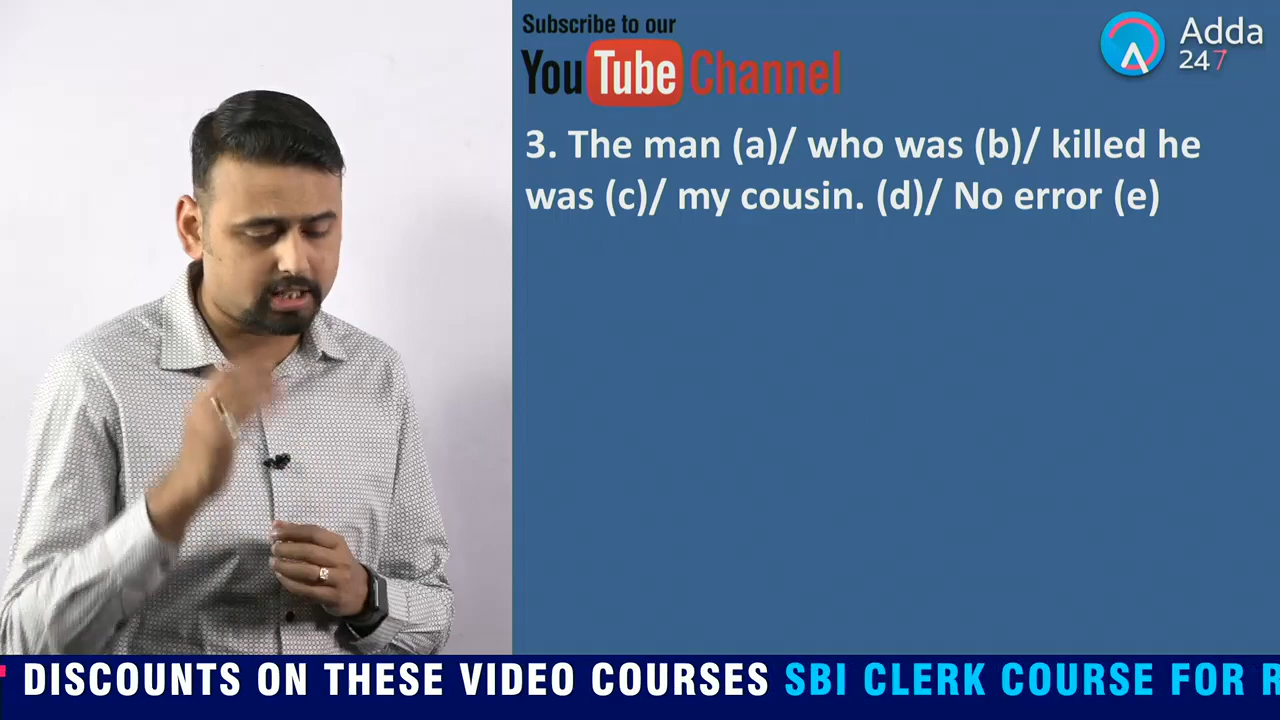 Subscribe to our
YouTube Channel
Adda
247
3. The man (a)/ who was (b)/ killed he
was (c)/ my cousin. (d)/ No error (e)
DISCOUNTS ON THESE VIDEO COURSES SBI CLERK COURSE FOR